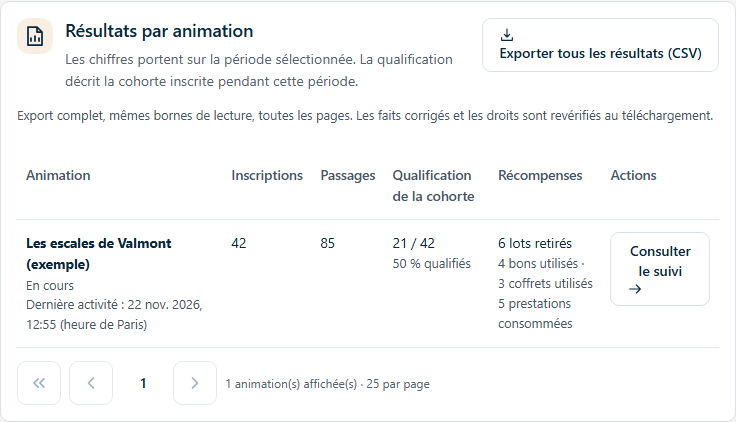 Résultats par animation
Les chiffres portent sur la période sélectionnée. La qualification
décrit la cohorte inscrite pendant cette période.
Exporter tous les résultats (CSV)
Export complet, mêmes bornes de lecture, toutes les pages. Les faits corrigés et les droits sont revérifiés au téléchargement.
Animation Inscriptions Passages Qualification de la cohorte Récompenses Actions
Les escales de Valmont
(exemple)
En cours
Dernière activité : 22 nov. 2026,
12:55 (heure de Paris)
42
85
21 / 42
50 % qualifiés
6 lots retirés
4 bons utilisés ·
3 coffrets utilisés
5 prestations
consommées
Consulter
le suivi
→
1
1 animation(s) affichée(s) · 25 par page